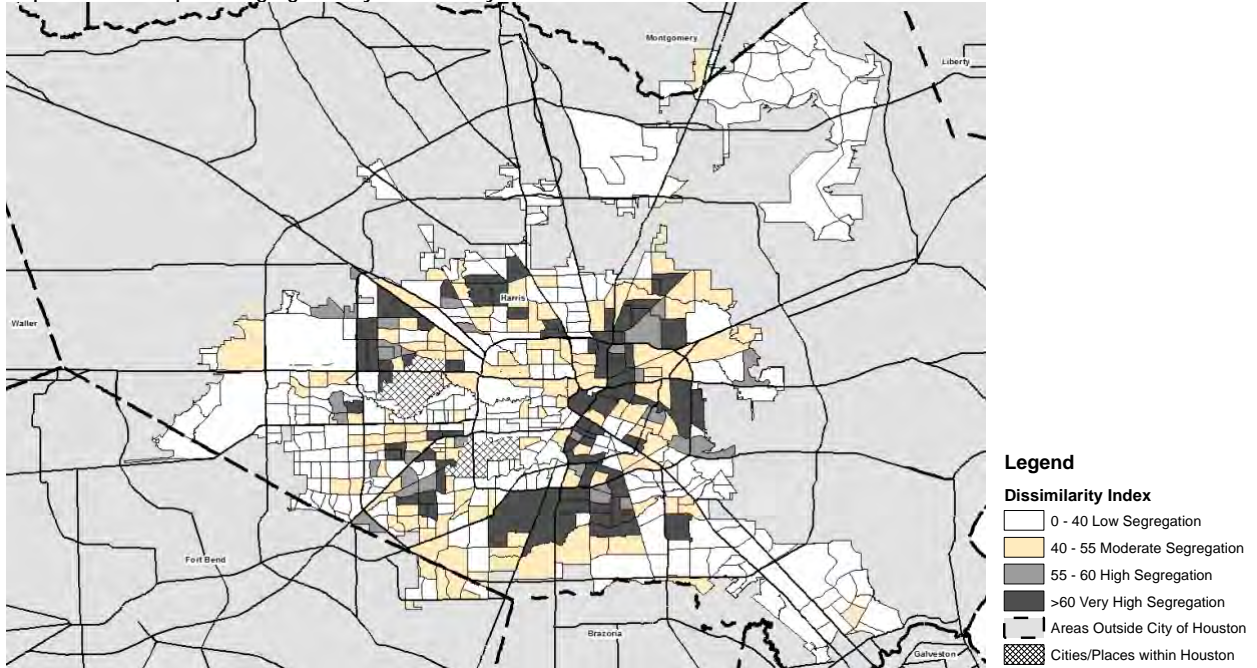 Montgomery
Liberty
Harris
Waller
Fort Bend
Brazoria
Galveston
Legend
Dissimilarity Index
0 - 40 Low Segregation
40 - 55 Moderate Segregation
55 - 60 High Segregation
>60 Very High Segregation
Areas Outside City of Houston
Cities/Places within Houston